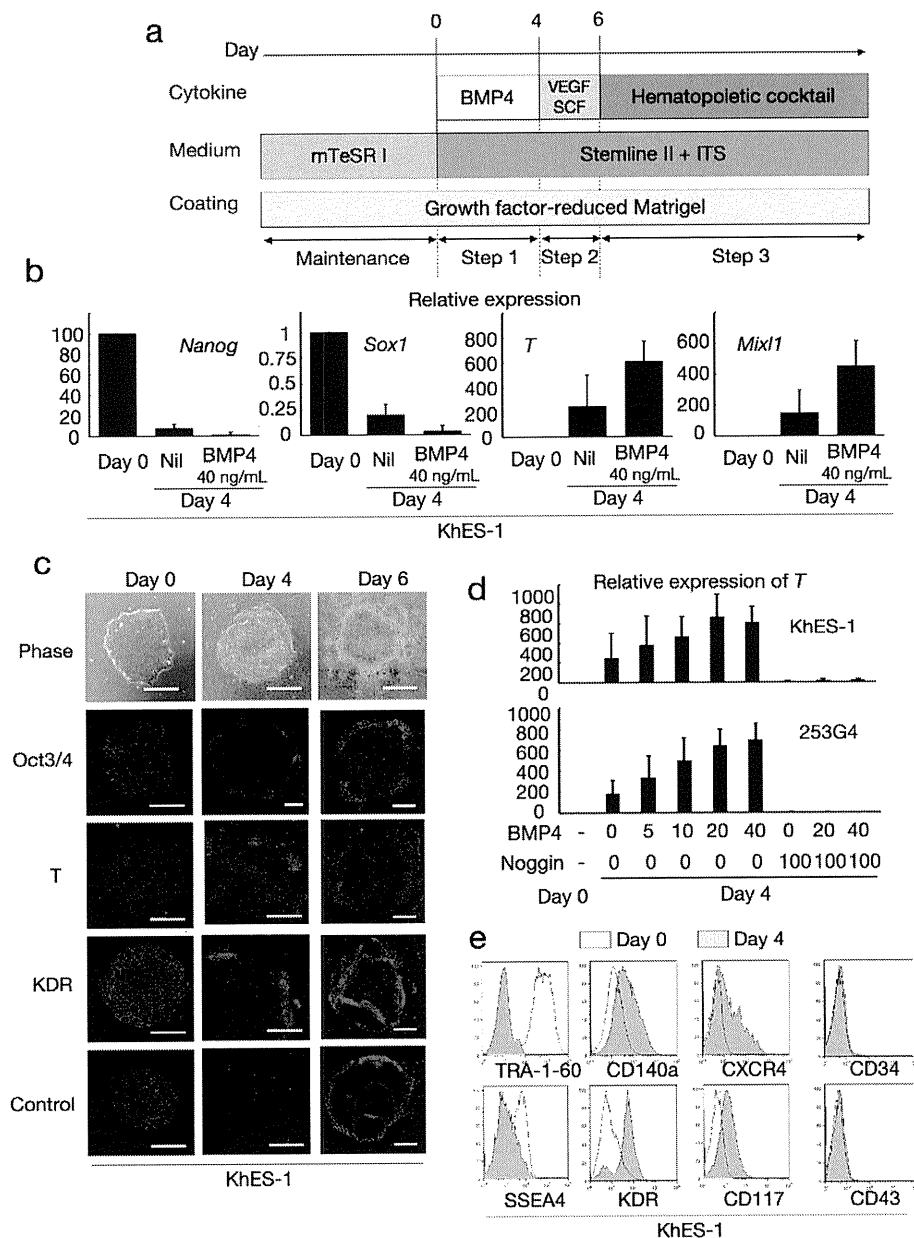 a
0 4 6
Day
Cytokine
BMP4
VEGF
SCF
Hematopoietic cocktail
Medium
mTeSR I
Stemline II + ITS
Coating
Growth factor-reduced Matrigel
Maintenance
Step 1
Step 2
Step 3
b
Relative expression
100
80
60
40
20
0
Nanog
Day 0
Nil
BMP4
40 ng/mL
Day 4
1
0.75
0.5
0.25
0
Sox1
Day 0
Nil
BMP4
40 ng/mL
Day 4
800
600
400
200
0
T
Day 0
Nil
BMP4
40 ng/mL
Day 4
600
400
200
0
Mixl1
Day 0
Nil
BMP4
40 ng/mL
Day 4
KhES-1
c
Day 0 Day 4 Day 6
Phase
Oct3/4
T
KDR
Control
KhES-1
d
Relative expression of T
1000
800
600
400
200
0
KhES-1
1000
800
600
400
200
0
253G4
BMP4 - 0 5 10 20 40 0 20 40
Noggin - 0 0 0 0 0 100 100 100
Day 0 Day 4
e
Day 0 Day 4
TRA-1-60 CD140a CXCR4 CD34
SSEA4 KDR CD117 CD43
KhES-1